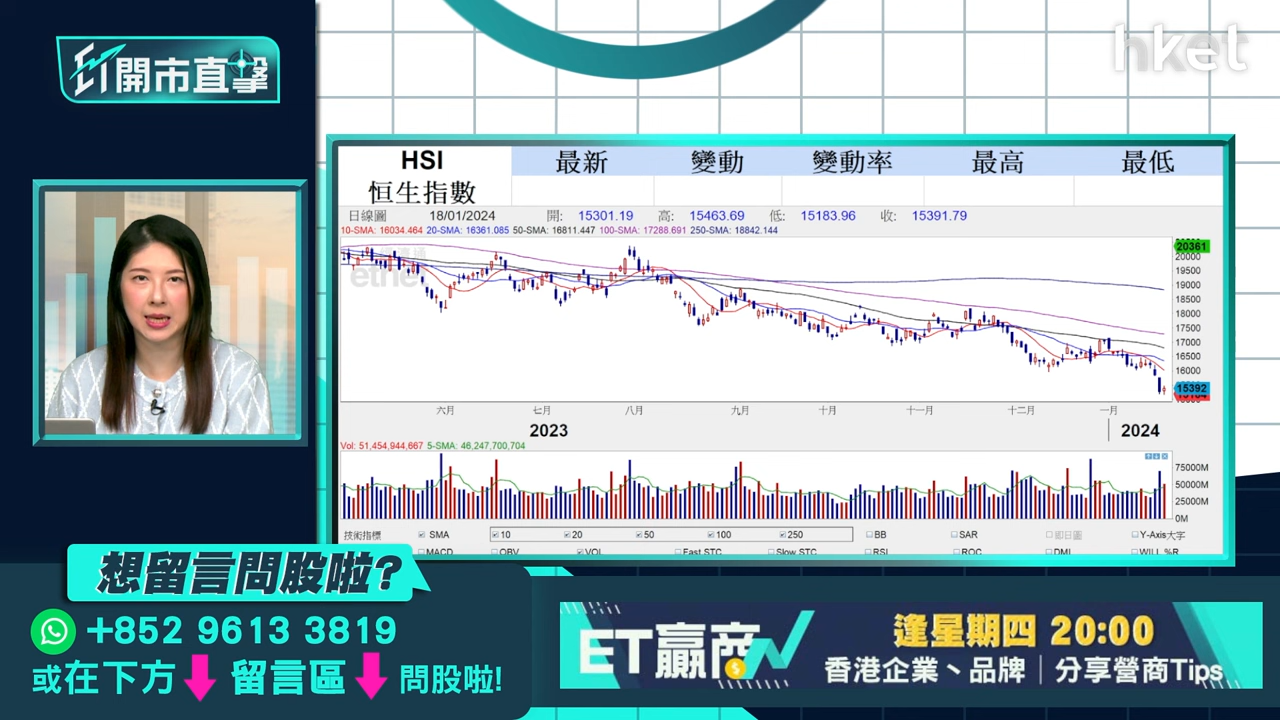 ET開市直擊
hket
HSI 最新 變動 變動率 最高 最低
恒生指數
日線圖 18/01/2024 開: 15301.19 高: 15463.69 低: 15183.96 收: 15391.79
10-SMA: 16034.464 20-SMA: 16361.085 50-SMA: 16811.447 100-SMA: 17288.691 250-SMA: 18842.144
20361
20000
19500
19000
18500
18000
17500
17000
16500
16000
15392
六月 七月 八月 九月 十月 十一月 十二月 一月
2023 2024
Vol: 51,454,944,667 5-SMA: 46,247,700,704
75000M
50000M
25000M
0M
技術指標 SMA 10 20 50 100 250 BB SAR 即日圖 Y-Axis大字
MACD OBV VOL Fast STC Slow STC RSI ROC DMI WILL %R
想留言問股啦?
+852 9613 3819
或在下方 留言區 問股啦!
ET贏商
逢星期四 20:00
香港企業、品牌｜分享營商Tips